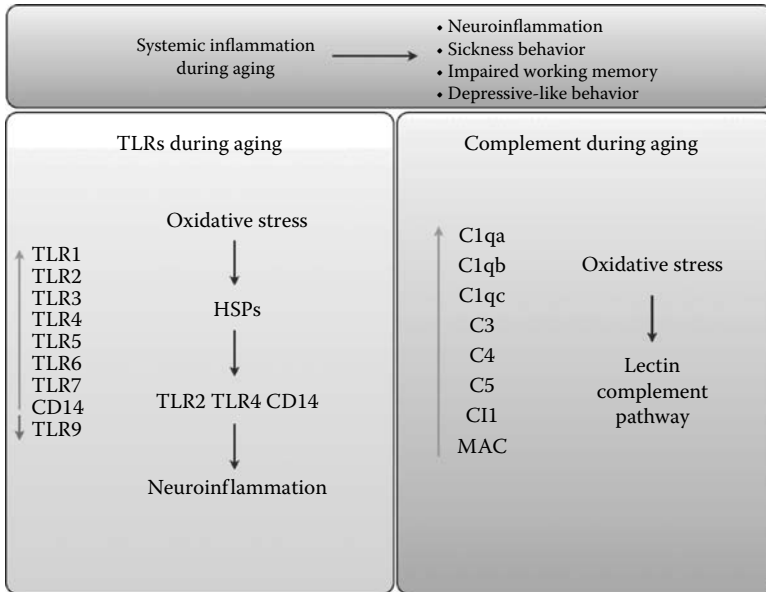 Systemic inflammation
during aging
• Neuroinflammation
• Sickness behavior
• Impaired working memory
• Depressive-like behavior
TLRs during aging
TLR1
TLR2
TLR3
TLR4
TLR5
TLR6
TLR7
CD14
TLR9
Oxidative stress
HSPs
TLR2 TLR4 CD14
Neuroinflammation
Complement during aging
C1qa
C1qb
C1qc
C3
C4
C5
CI1
MAC
Oxidative stress
Lectin
complement
pathway